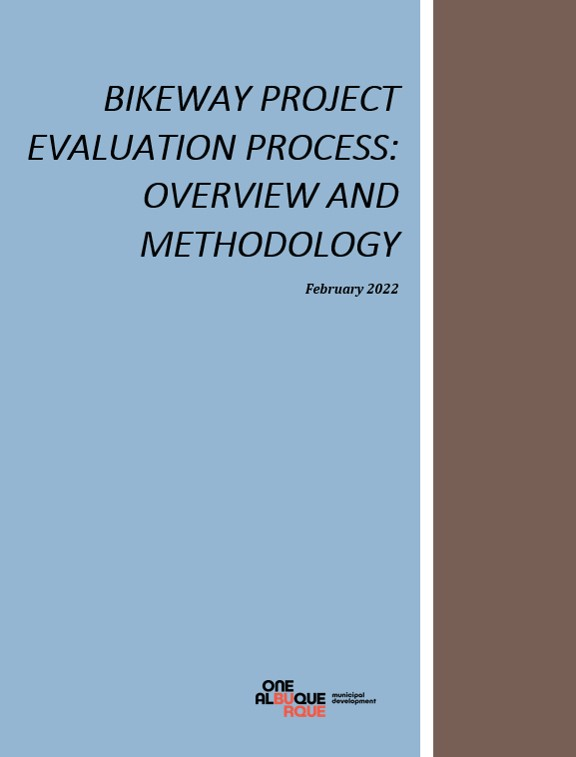 BIKEWAY PROJECT
EVALUATION PROCESS:
OVERVIEW AND
METHODOLOGY
February 2022
ONE
ALBUQUE
RQUE
municipal
development